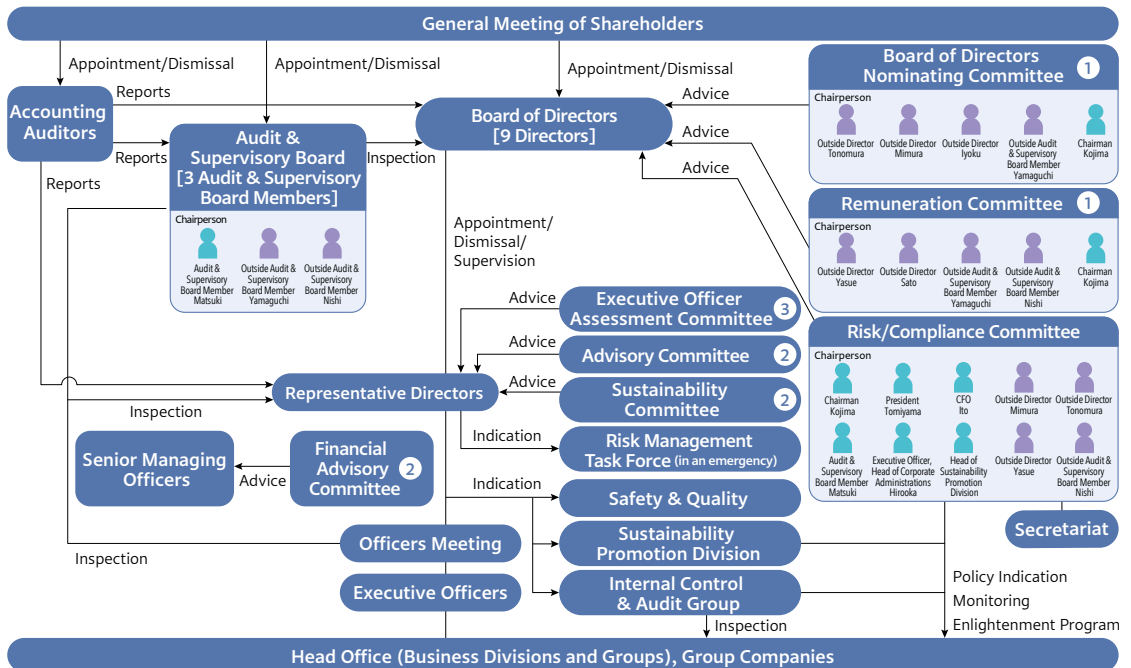 General Meeting of Shareholders
Appointment/Dismissal
Appointment/Dismissal
Appointment/Dismissal
Accounting
Auditors
Reports
Reports
Reports
Audit &
Supervisory Board
[3 Audit & Supervisory
Board Members]
Chairperson
Audit &
Supervisory
Board Member
Matsuki
Outside Audit &
Supervisory
Board Member
Yamaguchi
Outside Audit &
Supervisory
Board Member
Nishi
Inspection
Board of Directors
[9 Directors]
Advice
Advice
Advice
Board of Directors
Nominating Committee 1
Chairperson
Outside Director
Tonomura
Outside Director
Mimura
Outside Director
Iyoku
Outside Audit
& Supervisory
Board Member
Yamaguchi
Chairman
Kojima
Remuneration Committee 1
Chairperson
Outside Director
Yasue
Outside Director
Sato
Outside Audit &
Supervisory
Board Member
Yamaguchi
Outside Audit &
Supervisory
Board Member
Nishi
Chairman
Kojima
Risk/Compliance Committee
Chairperson
Chairman
Kojima
President
Tomiyama
CFO
Ito
Outside Director
Mimura
Outside Director
Tonomura
Audit &
Supervisory
Board Member
Matsuki
Executive Officer,
Head of Corporate
Administrations
Hirooka
Head of
Sustainability
Promotion
Division
Outside Director
Yasue
Outside Audit &
Supervisory
Board Member
Nishi
Secretariat
Appointment/
Dismissal/
Supervision
Advice
Executive Officer
Assessment Committee 3
Advice
Advisory Committee 2
Advice
Sustainability
Committee 2
Representative Directors
Inspection
Indication
Risk Management
Task Force (in an emergency)
Senior Managing
Officers
Advice
Financial
Advisory
Committee 2
Indication
Safety & Quality
Sustainability
Promotion Division
Internal Control
& Audit Group
Officers Meeting
Inspection
Executive Officers
Inspection
Policy Indication
Monitoring
Enlightenment Program
Head Office (Business Divisions and Groups), Group Companies